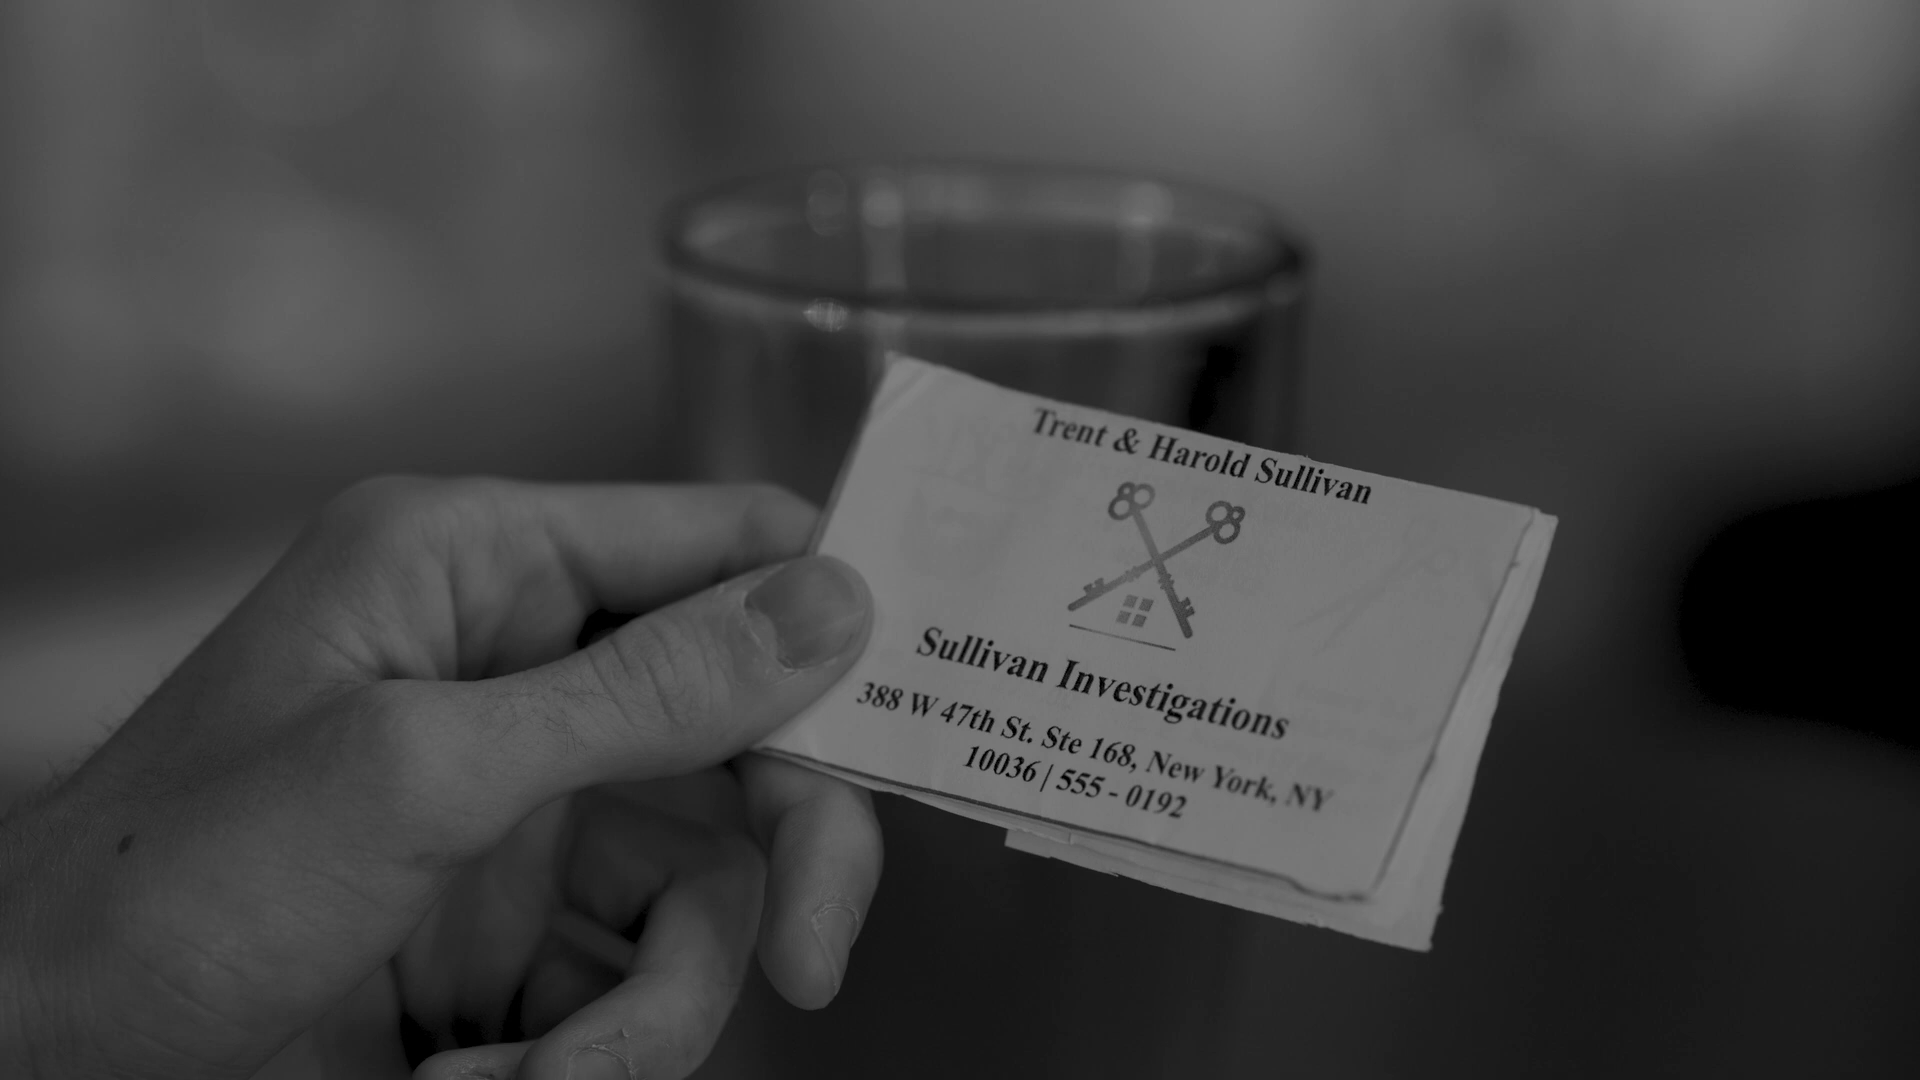 Trent & Harold Sullivan
Sullivan Investigations
388 W 47th St. Ste 168, New York, NY
10036 | 555 - 0192